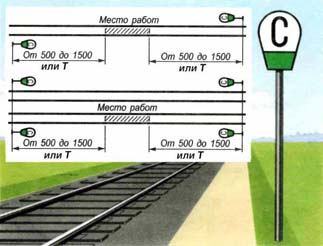 Место работ
От 500 до 1500 От 500 до 1500
или Т или Т
Место работ
От 500 до 1500 От 500 до 1500
или Т или Т
С